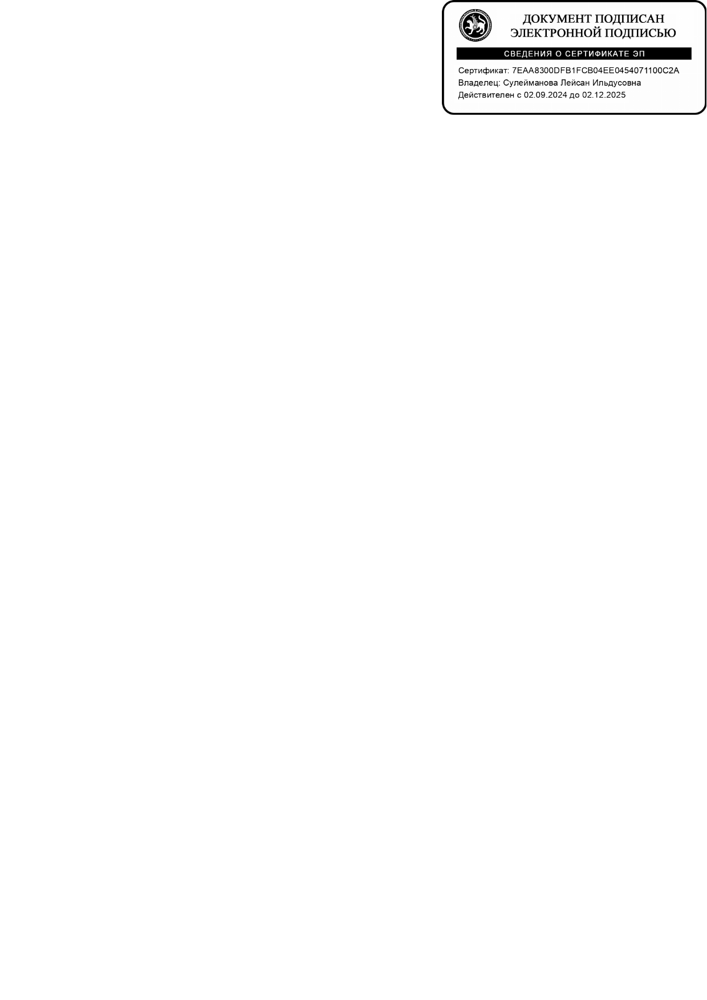 ДОКУМЕНТ ПОДПИСАН
ЭЛЕКТРОННОЙ ПОДПИСЬЮ
СВЕДЕНИЯ О СЕРТИФИКАТЕ ЭП
Сертификат: 7EAA8300DFB1FCB04EE0454071100C2A
Владелец: Сулейманова Лейсан Ильдусовна
Действителен с 02.09.2024 до 02.12.2025